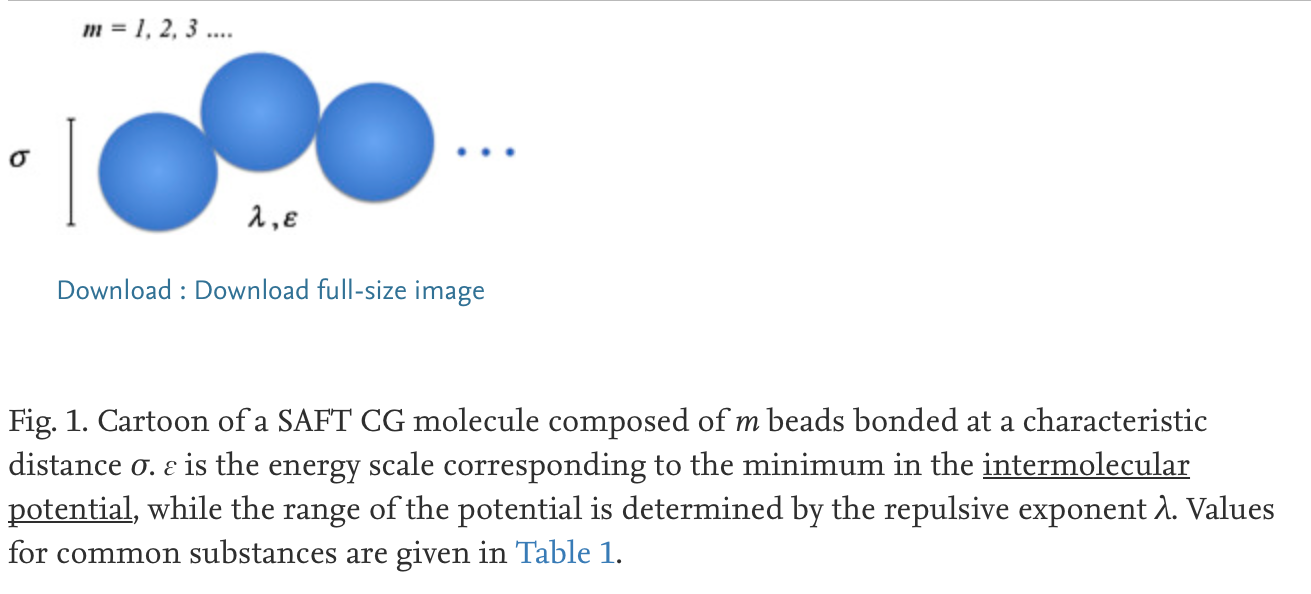 m = 1, 2, 3 ....
σ
λ , ε
Download : Download full-size image
Fig. 1. Cartoon of a SAFT CG molecule composed of m beads bonded at a characteristic
distance σ. ε is the energy scale corresponding to the minimum in the intermolecular
potential, while the range of the potential is determined by the repulsive exponent λ. Values
for common substances are given in Table 1.